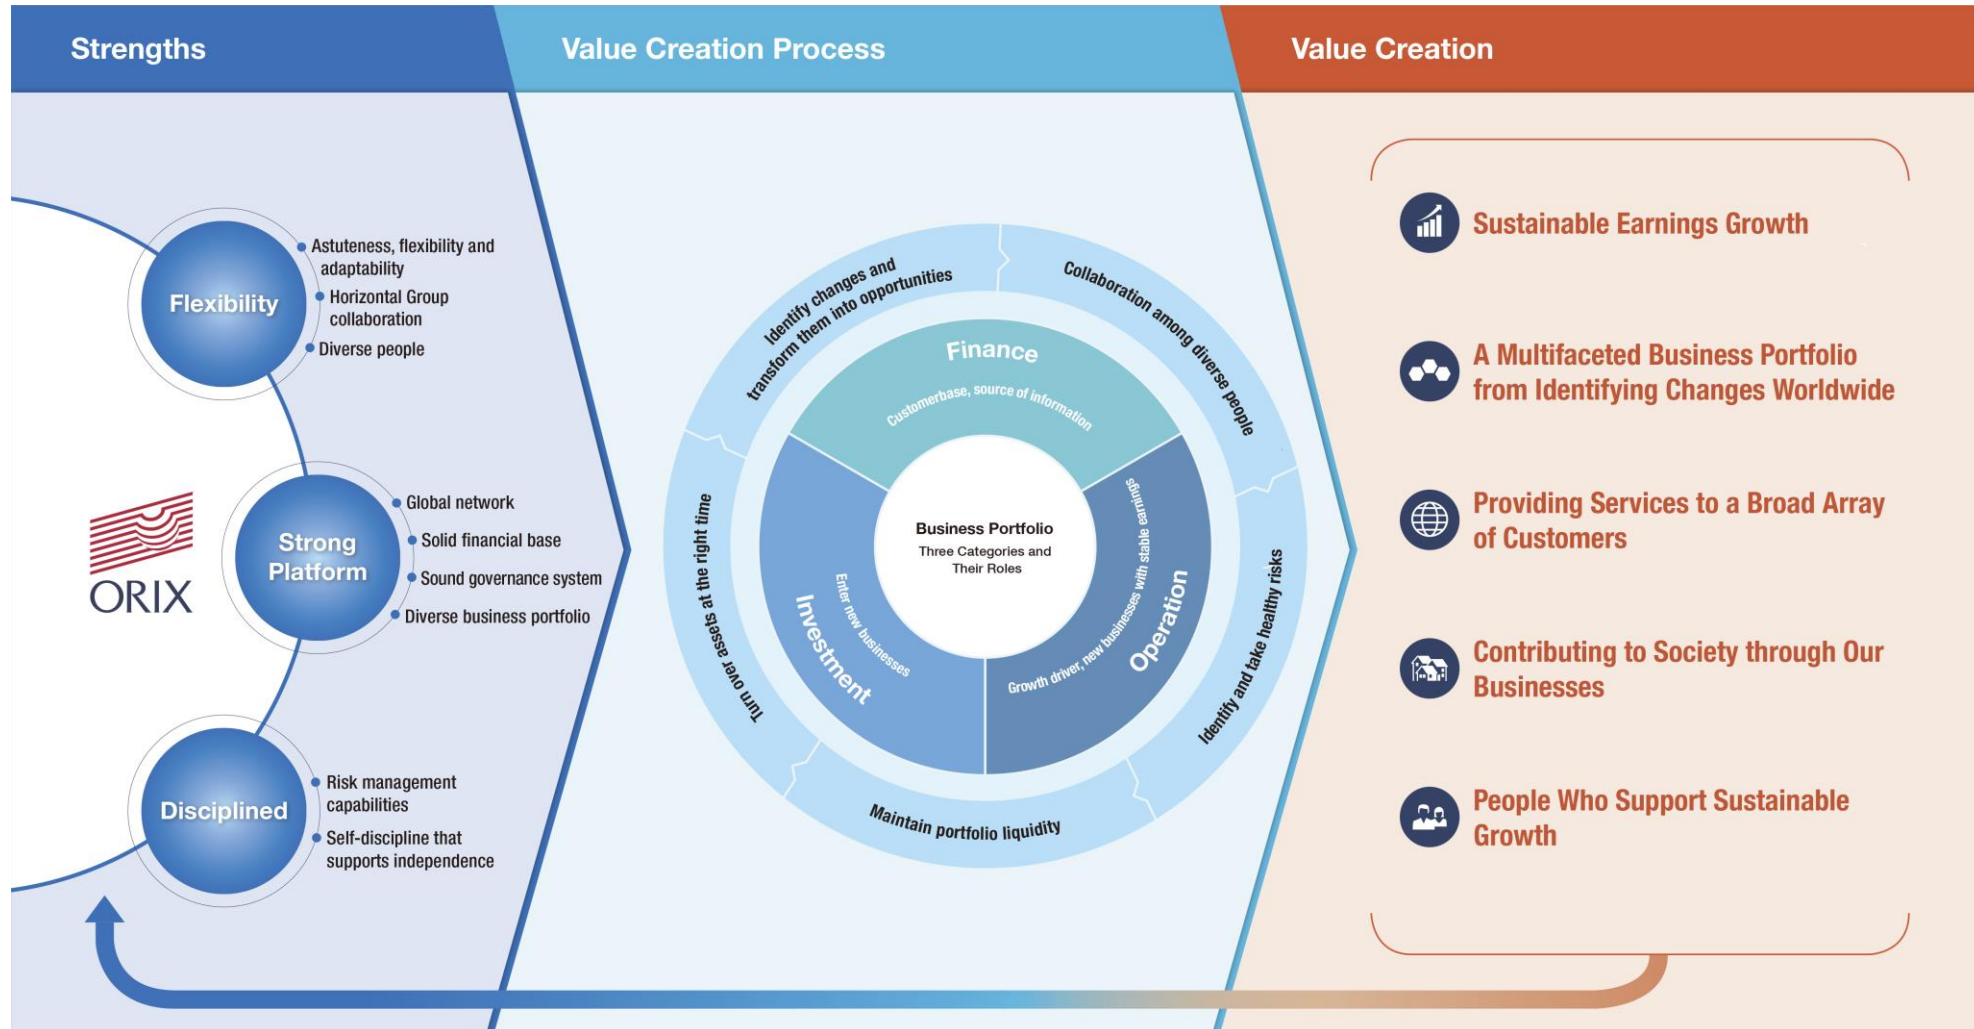 Strengths
Value Creation Process
Value Creation
Flexibility
Astuteness, flexibility and
adaptability
Horizontal Group
collaboration
Diverse people
ORIX
Strong
Platform
Global network
Solid financial base
Sound governance system
Diverse business portfolio
Disciplined
Risk management
capabilities
Self-discipline that
supports independence
Identify changes and
transform them into opportunities
Collaboration among diverse people
Identify and take healthy risks
Maintain portfolio liquidity
Turn over assets at the right time
Finance
Customerbase, source of information
Operation
Growth driver, new businesses with stable earnings
Investment
Enter new businesses
Business Portfolio
Three Categories and
Their Roles
Sustainable Earnings Growth
A Multifaceted Business Portfolio
from Identifying Changes Worldwide
Providing Services to a Broad Array
of Customers
Contributing to Society through Our
Businesses
People Who Support Sustainable
Growth